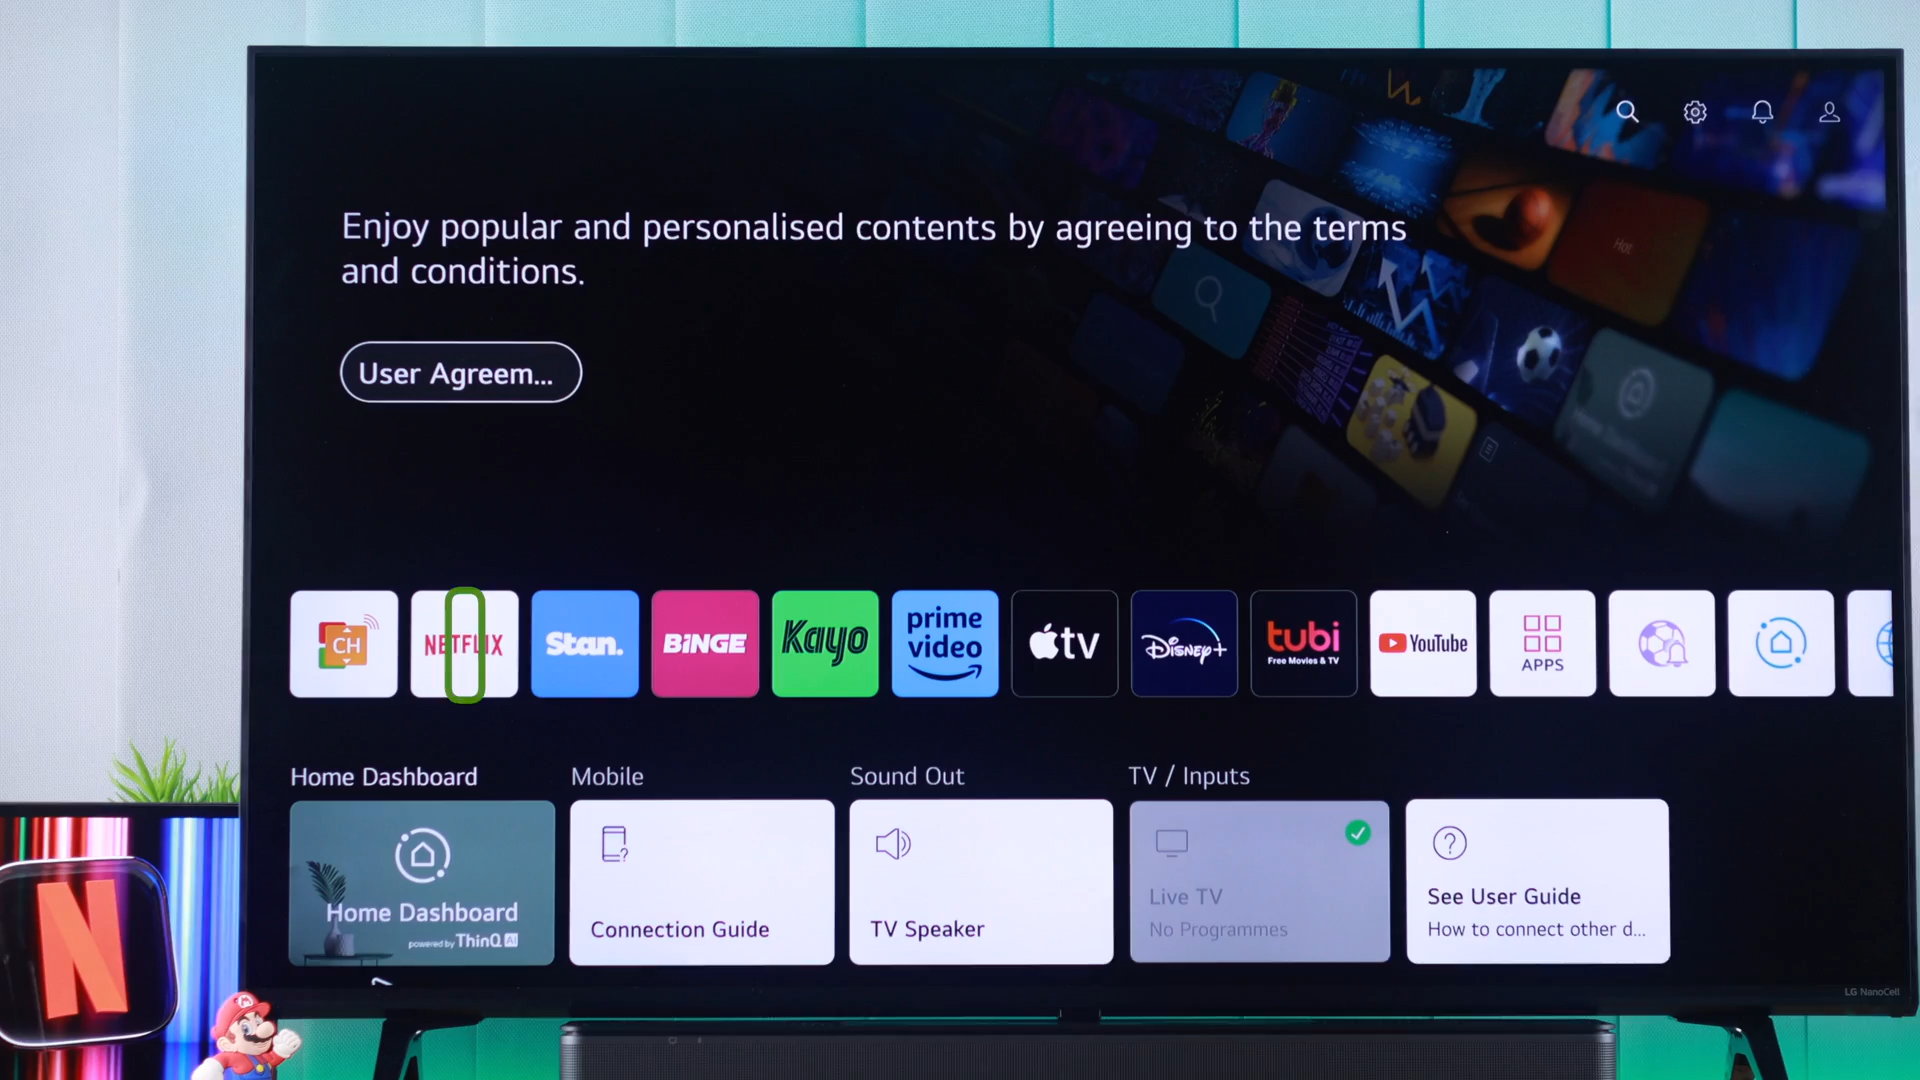 Enjoy popular and personalised contents by agreeing to the terms
and conditions.
User Agreem...
CH
NETFLIX
Stan.
BINGE
Kayo
prime
video
tv
Disney+
tubi
Free Movies & TV
YouTube
APPS
Hot
Home Dashboard
Mobile
Sound Out
TV / Inputs
Home Dashboard
powered by ThinQ AI
Connection Guide
TV Speaker
Live TV
No Programmes
See User Guide
How to connect other d...
LG NanoCell
N
M